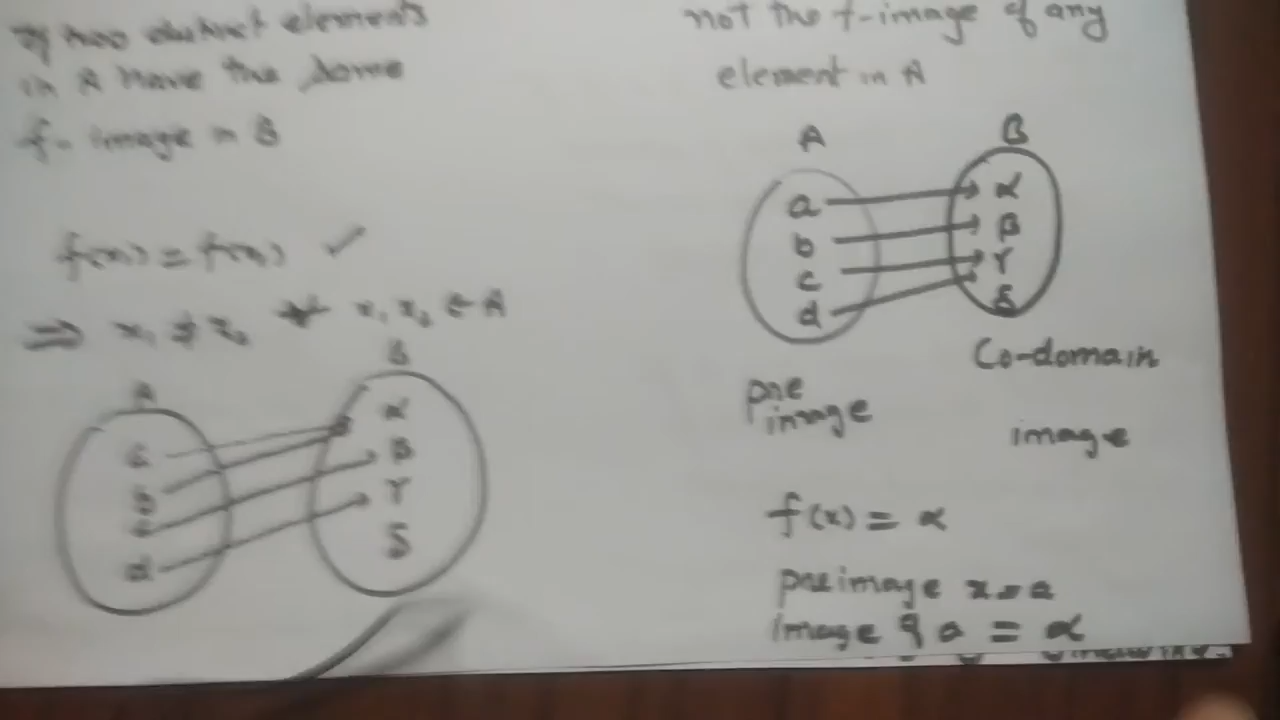 If two distinct elements
in A have the same
f- image in B
f(x₁) = f(x₂) ✓
⇒ x₁ ≠ x₂ ∀ x₁ x₂ ∈ A
A
B
a
b
c
d
α
β
γ
δ
not the f-image of any
element in A
A
B
a
b
c
d
α
β
γ
δ
Co-domain
pre
image
image
f(x) = α
preimage x = a
image of a = α